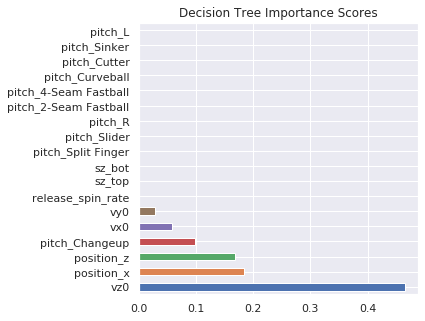 Decision Tree Importance Scores
pitch_L
pitch_Sinker
pitch_Cutter
pitch_Curveball
pitch_4-Seam Fastball
pitch_2-Seam Fastball
pitch_R
pitch_Slider
pitch_Split Finger
sz_bot
sz_top
release_spin_rate
vy0
vx0
pitch_Changeup
position_z
position_x
vz0
0.0 0.1 0.2 0.3 0.4